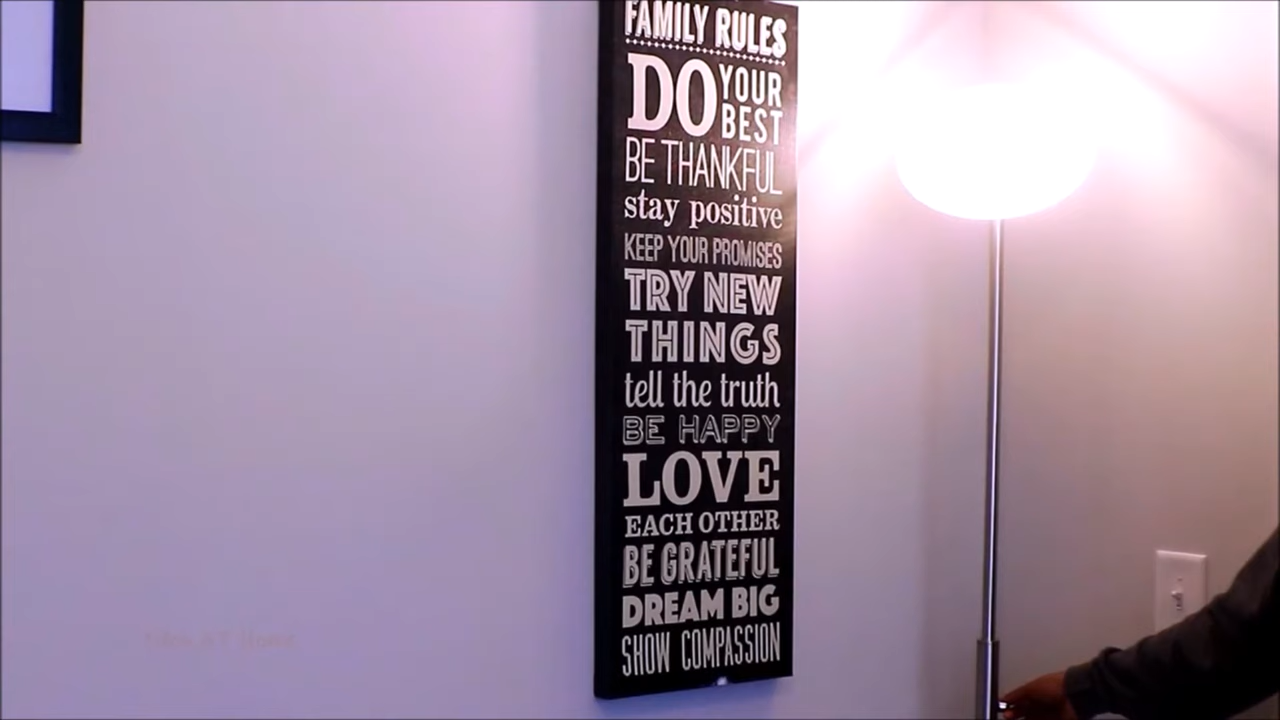 FAMILY RULES
DO YOUR BEST
BE THANKFUL
stay positive
KEEP YOUR PROMISES
TRY NEW
THINGS
tell the truth
BE HAPPY
LOVE
EACH OTHER
BE GRATEFUL
DREAM BIG
SHOW COMPASSION